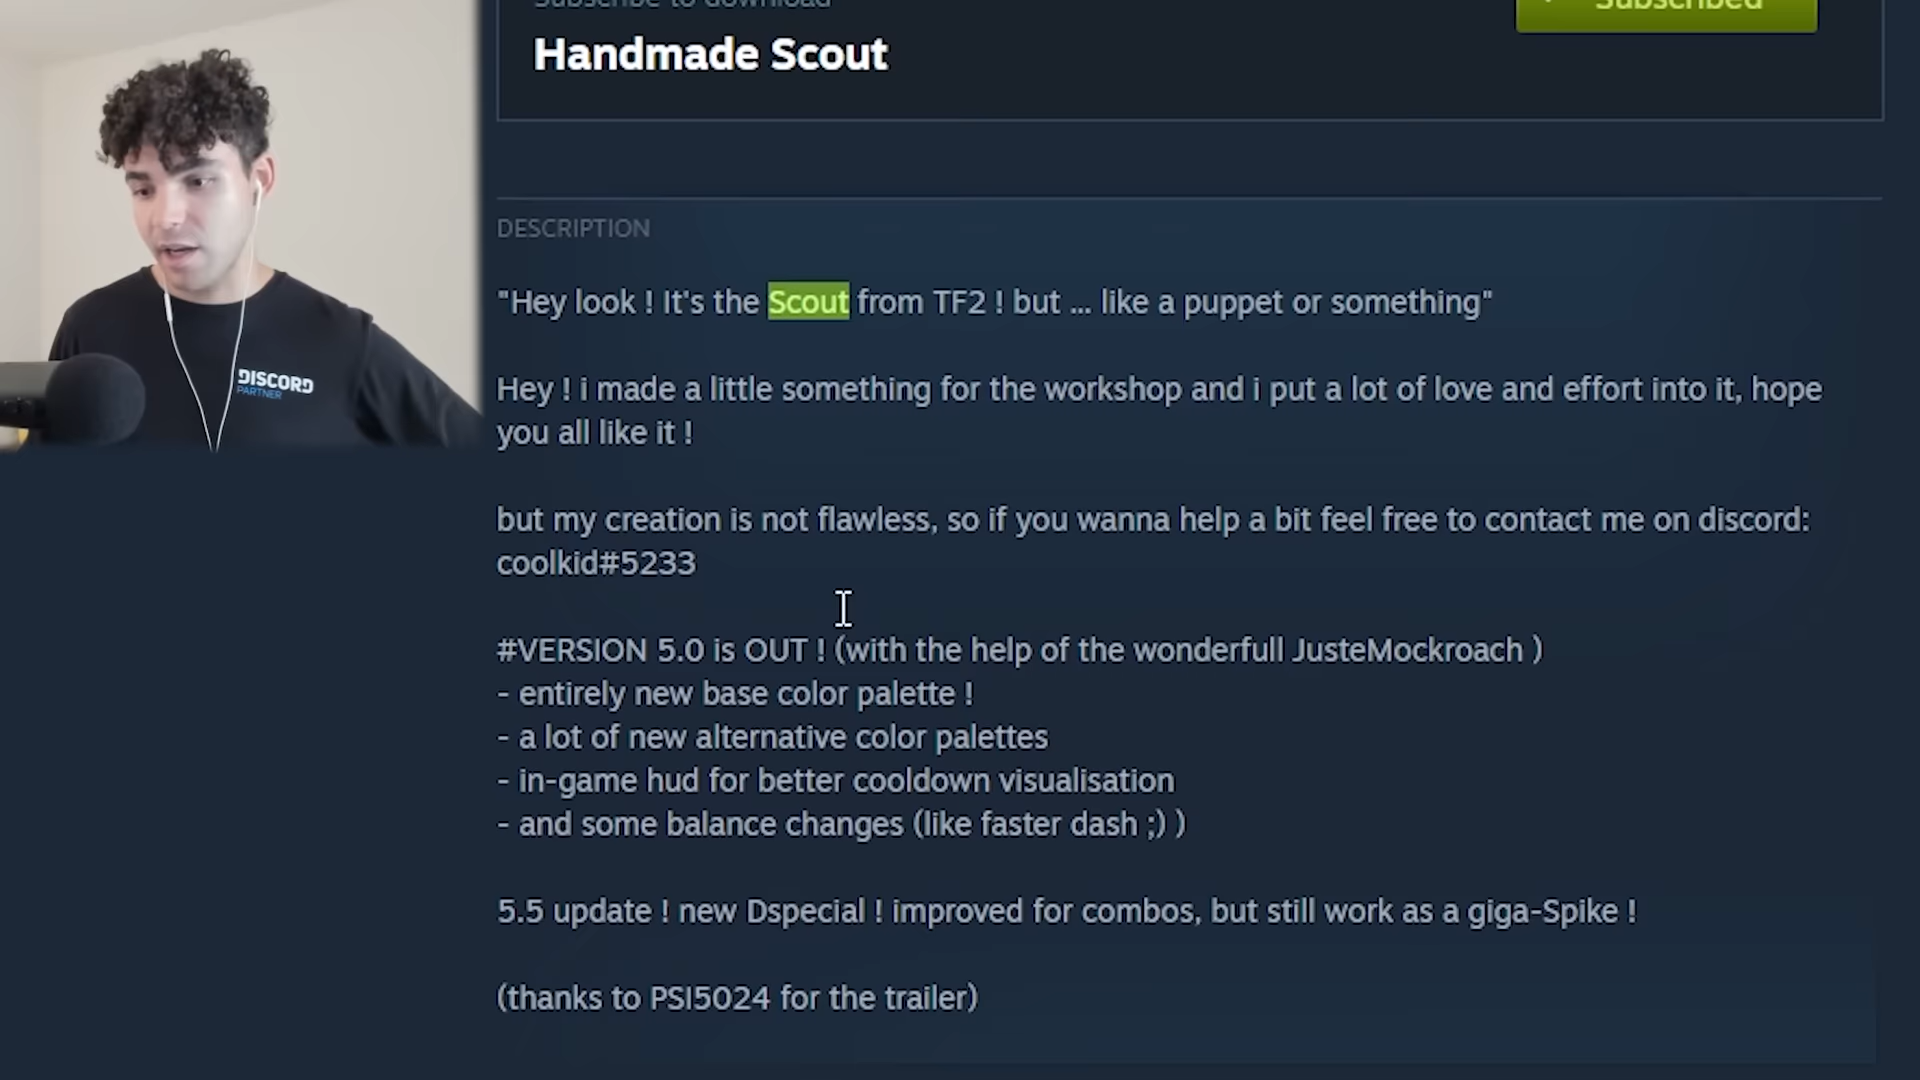 Subscribe to download
Subscribed
Handmade Scout
DESCRIPTION
"Hey look ! It's the Scout from TF2 ! but ... like a puppet or something"
Hey ! i made a little something for the workshop and i put a lot of love and effort into it, hope
you all like it !
but my creation is not flawless, so if you wanna help a bit feel free to contact me on discord:
coolkid#5233
#VERSION 5.0 is OUT ! (with the help of the wonderfull JusteMockroach )
- entirely new base color palette !
- a lot of new alternative color palettes
- in-game hud for better cooldown visualisation
- and some balance changes (like faster dash ;) )
5.5 update ! new Dspecial ! improved for combos, but still work as a giga-Spike !
(thanks to PSI5024 for the trailer)
DISCORD
PARTNER